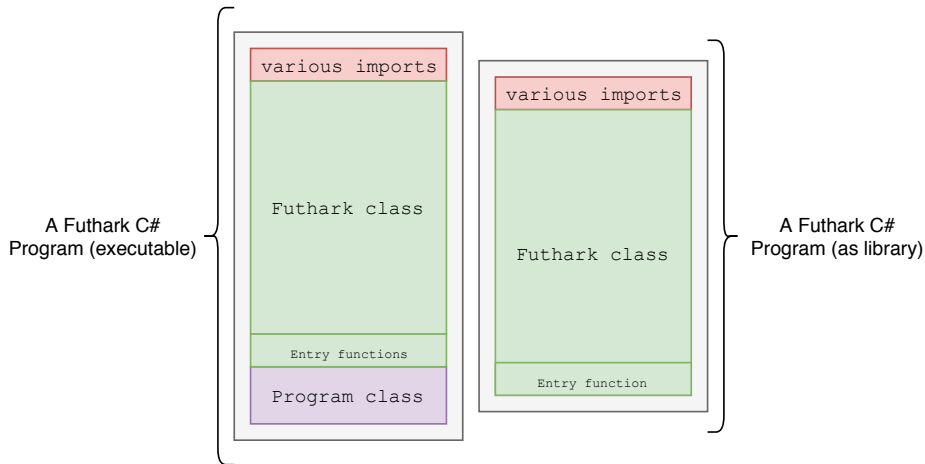 A Futhark C#
Program (executable)
various imports
Futhark class
Entry functions
Program class
various imports
Futhark class
Entry function
A Futhark C#
Program (as library)